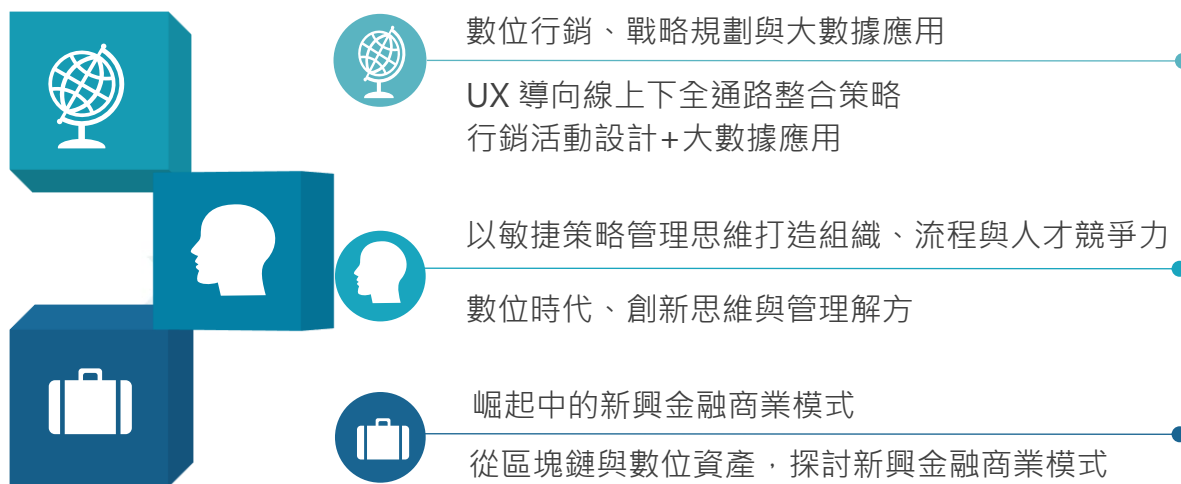 數位行銷、戰略規劃與大數據應用
UX 導向線上下全通路整合策略
行銷活動設計+大數據應用
以敏捷策略管理思維打造組織、流程與人才競爭力
數位時代、創新思維與管理解方
崛起中的新興金融商業模式
從區塊鏈與數位資產，探討新興金融商業模式